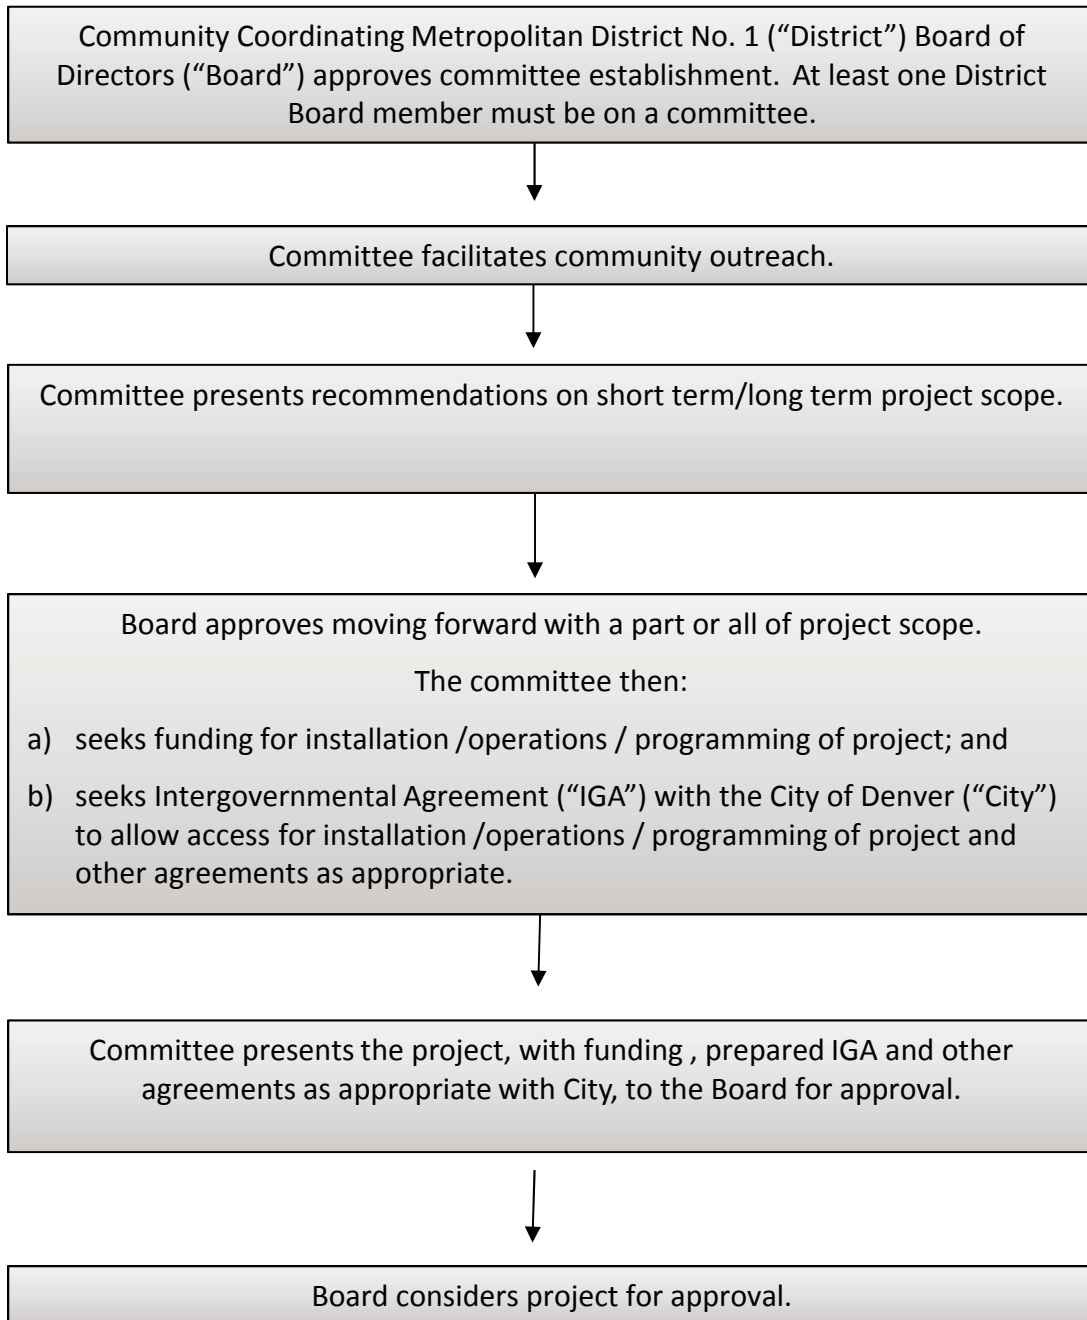 Community Coordinating Metropolitan District No. 1 (“District”) Board of
Directors (“Board”) approves committee establishment.  At least one District
Board member must be on a committee.
Committee facilitates community outreach.
Committee presents recommendations on short term/long term project scope.
Board approves moving forward with a part or all of project scope.
The committee then:
a) seeks funding for installation /operations / programming of project; and
b) seeks Intergovernmental Agreement (“IGA”) with the City of Denver (“City”)
to allow access for installation /operations / programming of project and
other agreements as appropriate.
Committee presents the project, with funding , prepared IGA and other
agreements as appropriate with City, to the Board for approval.
Board considers project for approval.